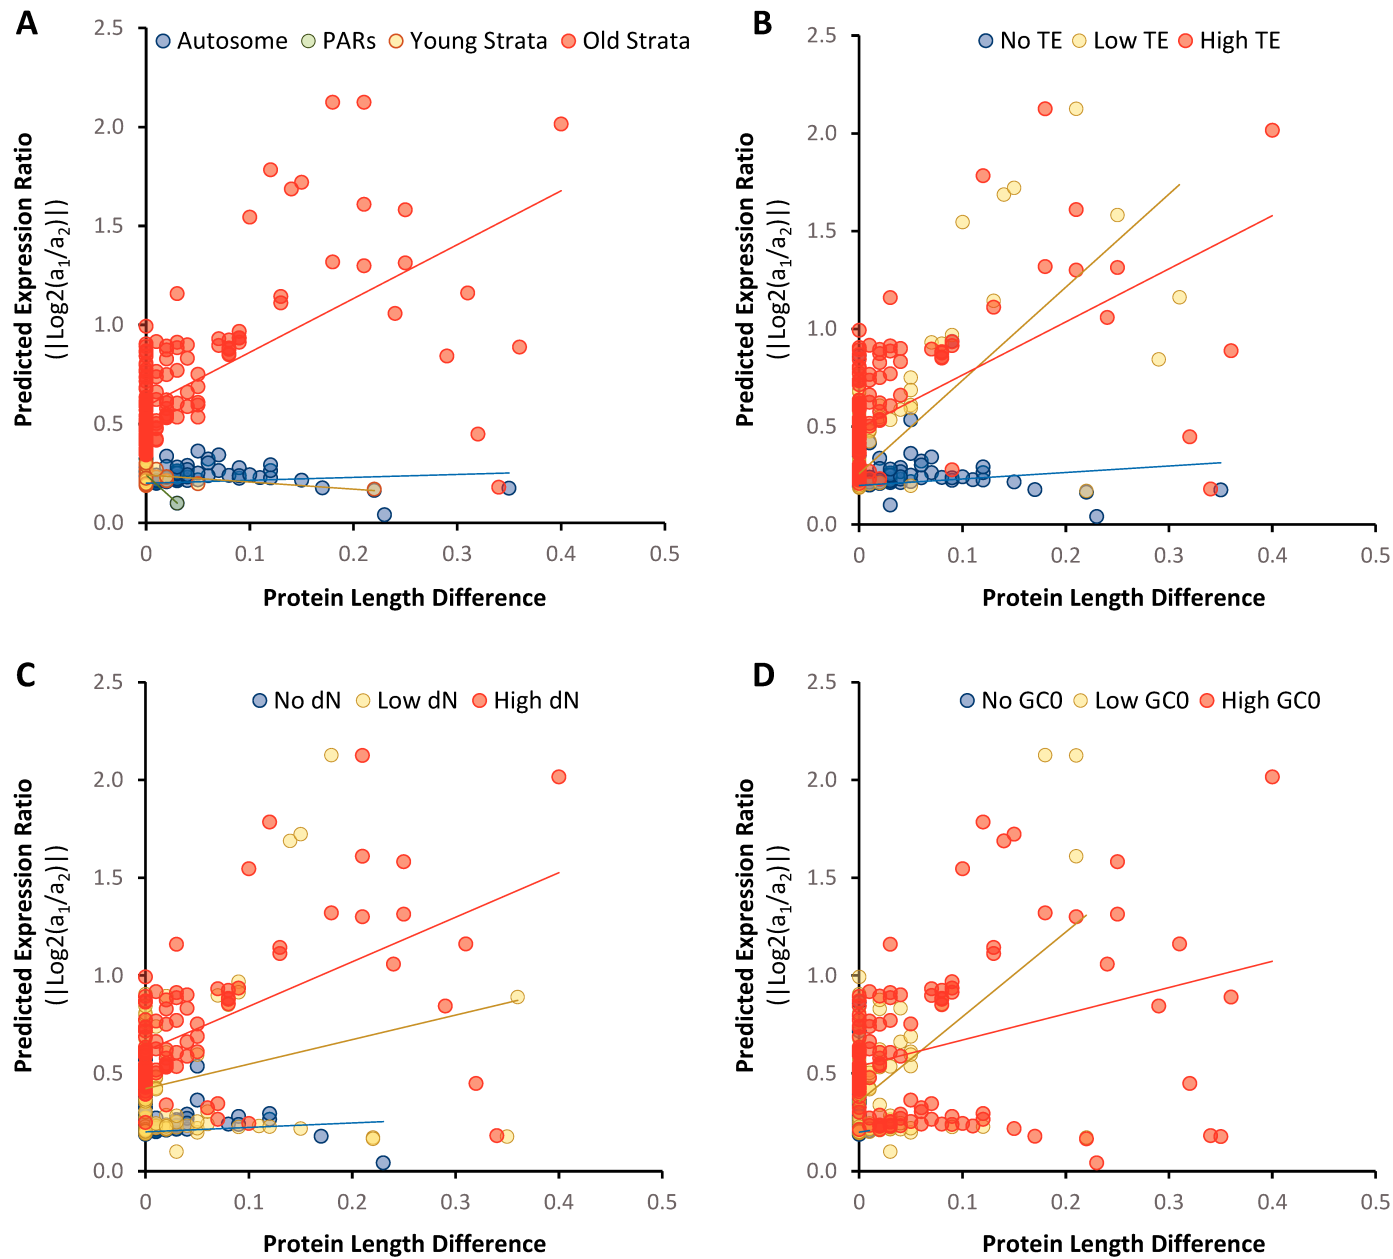 A
Autosome PARs Young Strata Old Strata
Predicted Expression Ratio
(|Log2(a1/a2)|)
2.5
2.0
1.5
1.0
0.5
0.0
0 0.1 0.2 0.3 0.4 0.5
Protein Length Difference
B
No TE Low TE High TE
Predicted Expression Ratio
(|Log2(a1/a2)|)
2.5
2.0
1.5
1.0
0.5
0.0
0 0.1 0.2 0.3 0.4 0.5
Protein Length Difference
C
No dN Low dN High dN
Predicted Expression Ratio
(|Log2(a1/a2)|)
2.5
2.0
1.5
1.0
0.5
0.0
0 0.1 0.2 0.3 0.4 0.5
Protein Length Difference
D
No GC0 Low GC0 High GC0
Predicted Expression Ratio
(|Log2(a1/a2)|)
2.5
2.0
1.5
1.0
0.5
0.0
0 0.1 0.2 0.3 0.4 0.5
Protein Length Difference